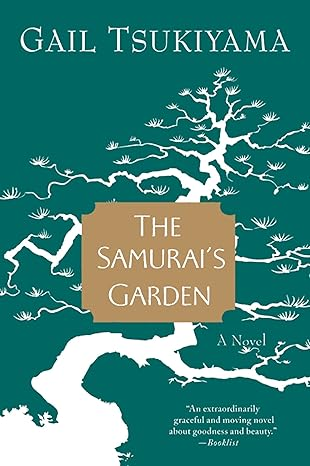 GAIL TSUKIYAMA
THE
SAMURAI'S
GARDEN
A Novel
“An extraordinarily
graceful and moving novel
about goodness and beauty.”
—Booklist